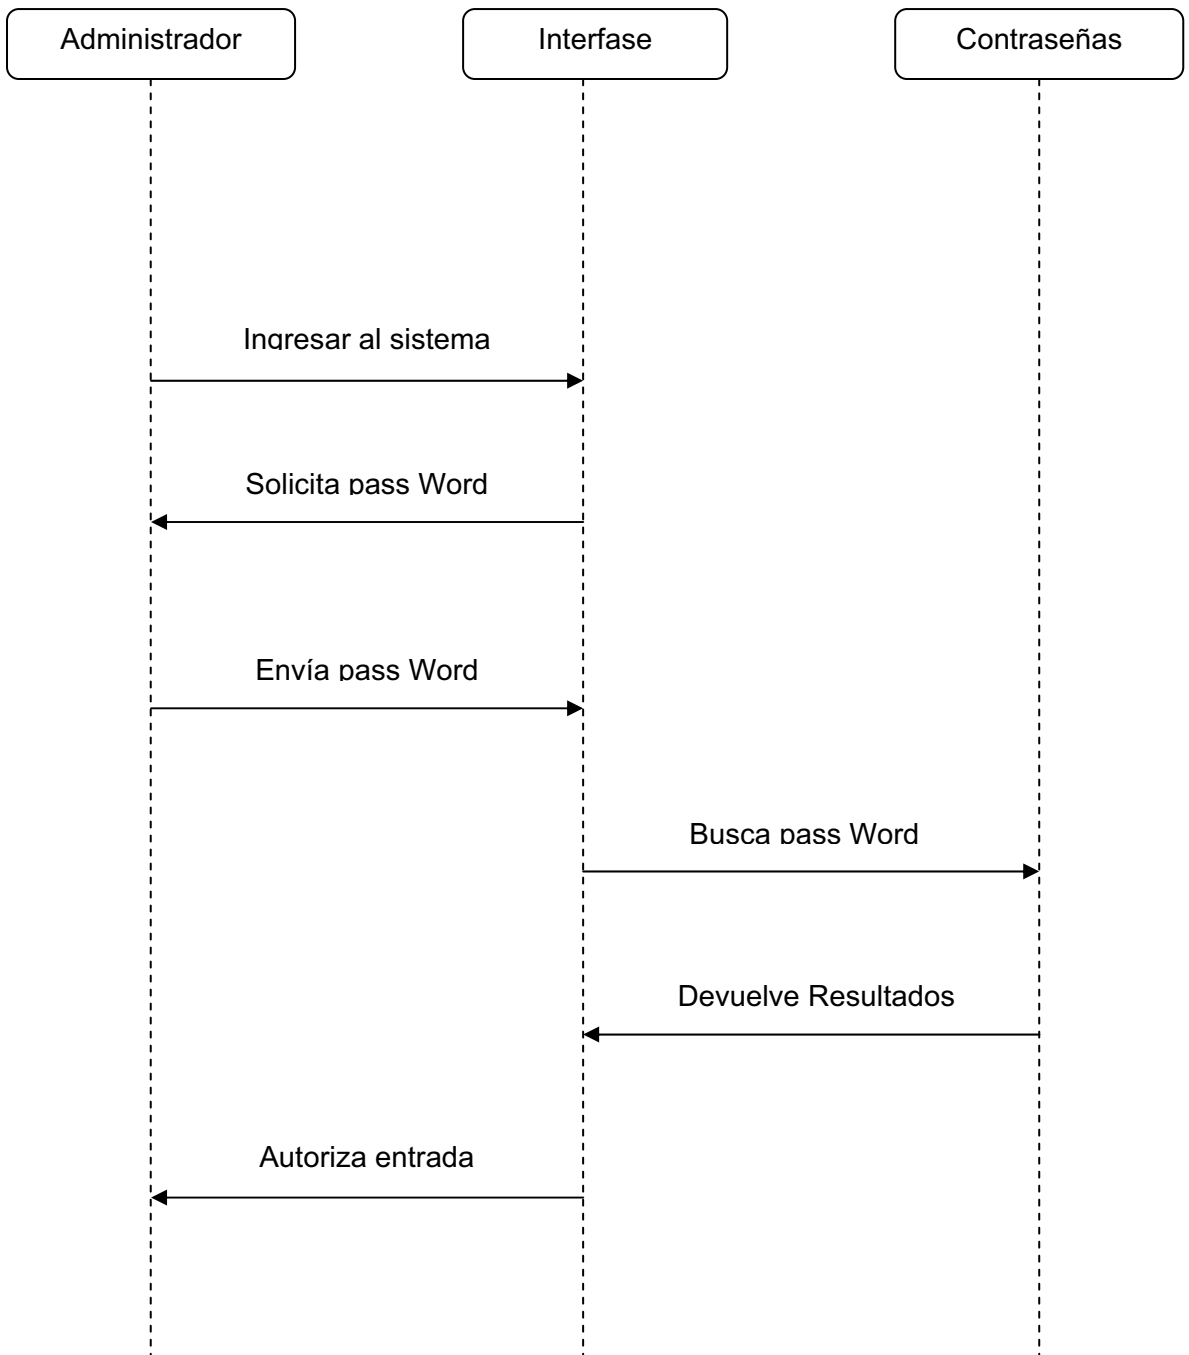 Administrador
Interfase
Contraseñas
Ingresar al sistema
Solicita pass Word
Envía pass Word
Busca pass Word
Devuelve Resultados
Autoriza entrada